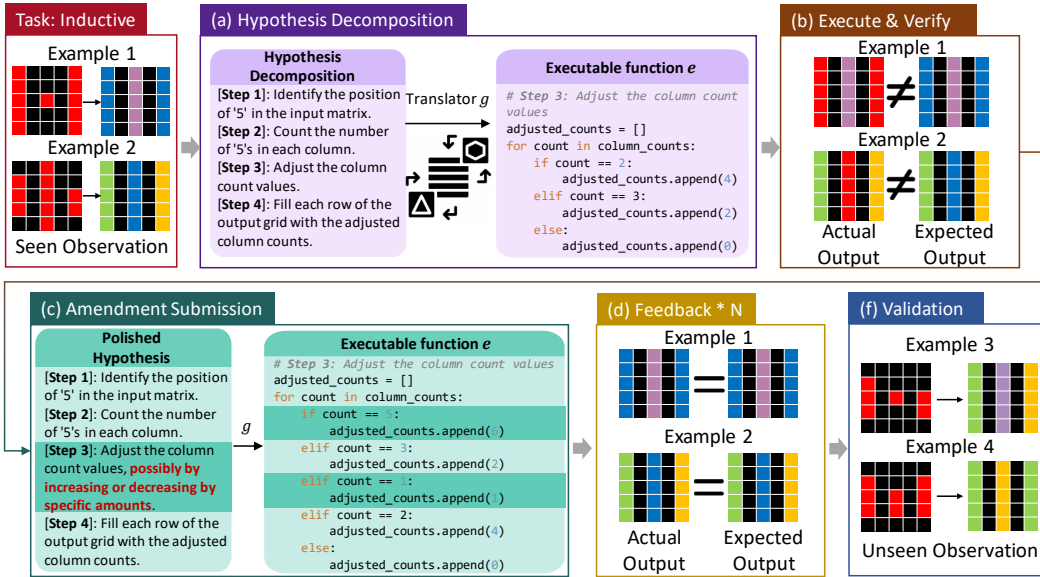 Task: Inductive
Example 1
Example 2
Seen Observation
(a) Hypothesis Decomposition
Hypothesis
Decomposition
[Step 1]: Identify the position
of '5' in the input matrix.
[Step 2]: Count the number
of '5's in each column.
[Step 3]: Adjust the column
count values.
[Step 4]: Fill each row of the
output grid with the adjusted
column counts.
Translator g
Executable function e
# Step 3: Adjust the column count
values
adjusted_counts = []
for count in column_counts:
if count == 2:
adjusted_counts.append(4)
elif count == 3:
adjusted_counts.append(2)
else:
adjusted_counts.append(0)
(b) Execute & Verify
Example 1
≠
Example 2
≠
Actual
Output
Expected
Output
(c) Amendment Submission
Polished
Hypothesis
[Step 1]: Identify the position
of '5' in the input matrix.
[Step 2]: Count the number
of '5's in each column.
[Step 3]: Adjust the column
count values, possibly by
increasing or decreasing by
specific amounts.
[Step 4]: Fill each row of the
output grid with the adjusted
column counts.
g
Executable function e
# Step 3: Adjust the column count values
adjusted_counts = []
for count in column_counts:
if count == 5:
adjusted_counts.append(6)
elif count == 3:
adjusted_counts.append(2)
elif count == 1:
adjusted_counts.append(1)
elif count == 2:
adjusted_counts.append(4)
else:
adjusted_counts.append(0)
(d) Feedback * N
Example 1
=
Example 2
=
Actual
Output
Expected
Output
(f) Validation
Example 3
Example 4
Unseen Observation